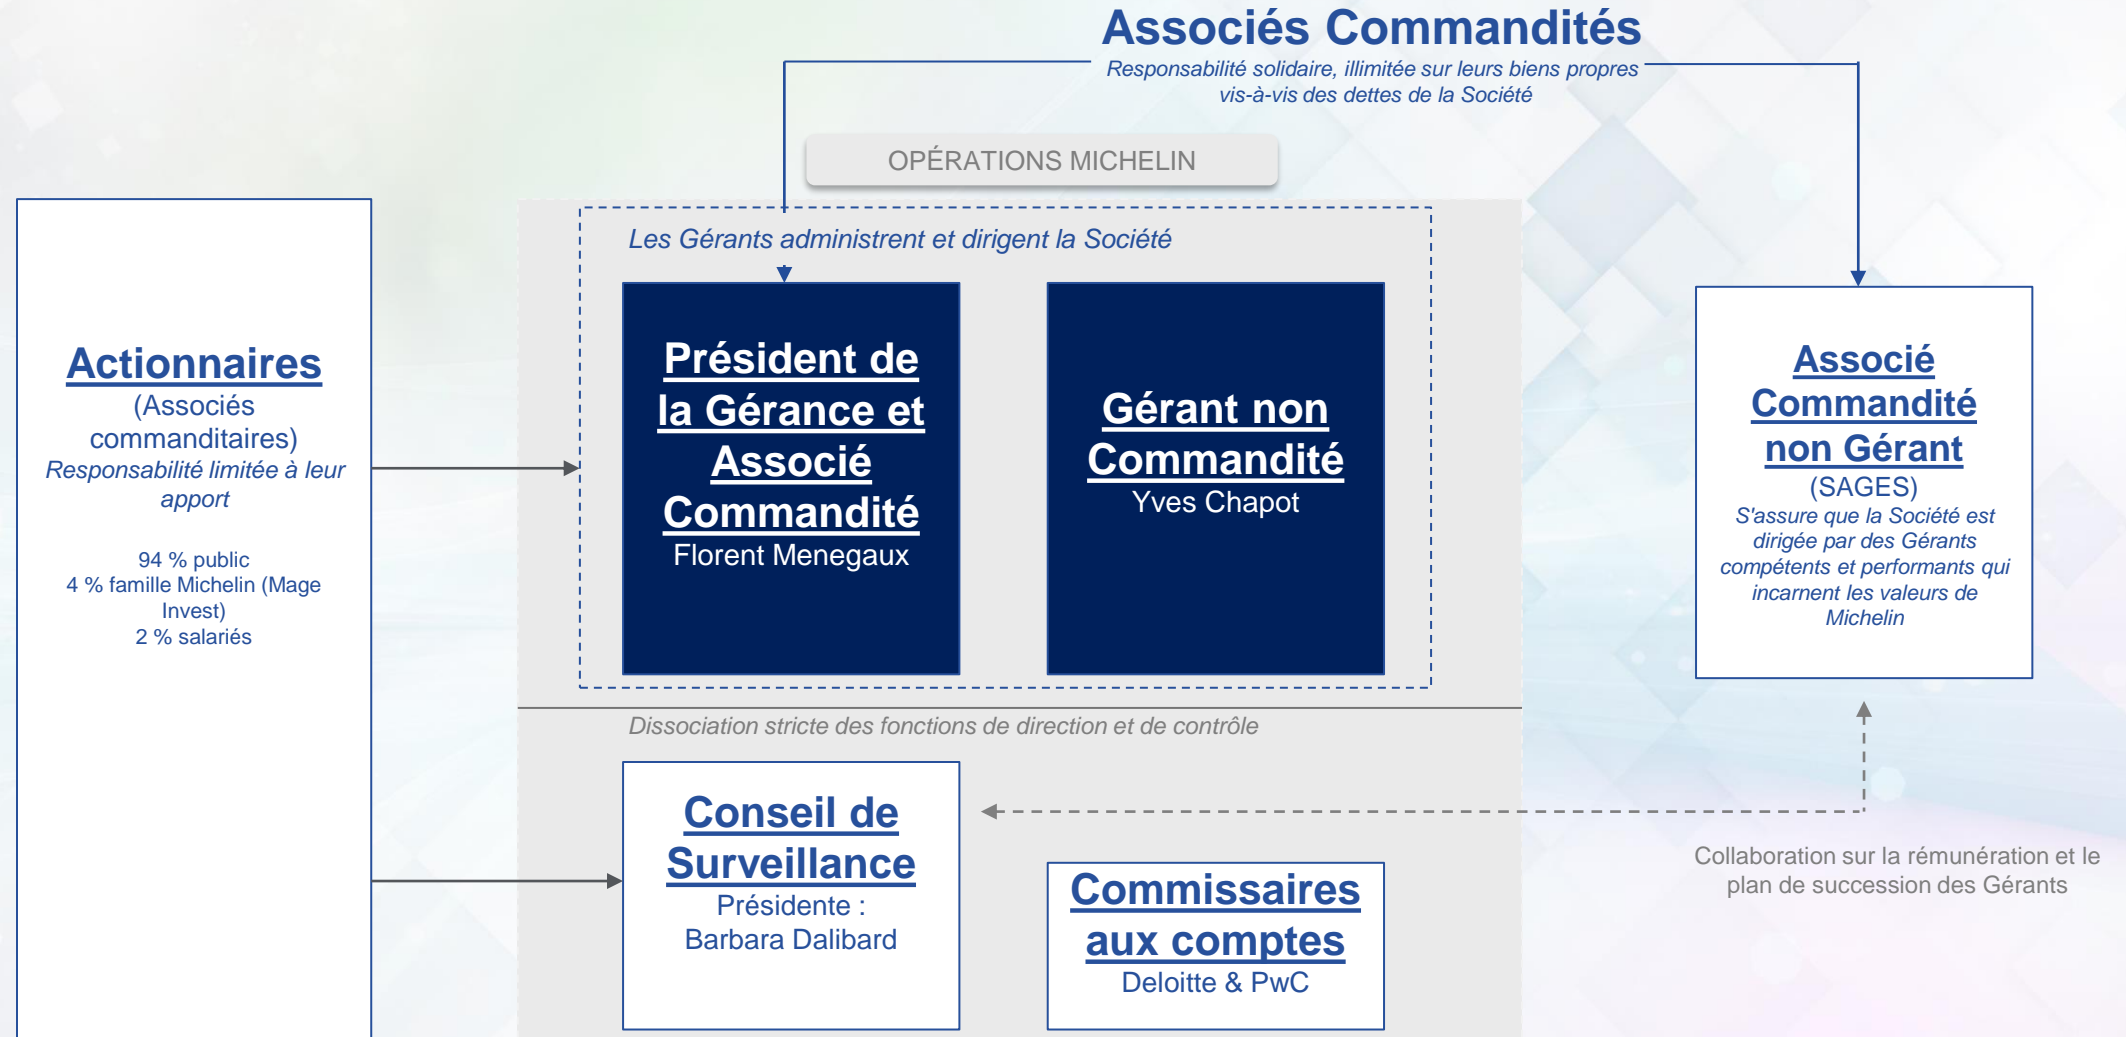 Associés Commandités
Responsabilité solidaire, illimitée sur leurs biens propres
vis-à-vis des dettes de la Société
OPÉRATIONS MICHELIN
Actionnaires
(Associés
commanditaires)
Responsabilité limitée à leur
apport
94 % public
4 % famille Michelin (Mage
Invest)
2 % salariés
Les Gérants administrent et dirigent la Société
Président de
la Gérance et
Associé
Commandité
Florent Menegaux
Gérant non
Commandité
Yves Chapot
Associé
Commandité
non Gérant
(SAGES)
S'assure que la Société est
dirigée par des Gérants
compétents et performants qui
incarnent les valeurs de
Michelin
Dissociation stricte des fonctions de direction et de contrôle
Conseil de
Surveillance
Présidente :
Barbara Dalibard
Commissaires
aux comptes
Deloitte & PwC
Collaboration sur la rémunération et le
plan de succession des Gérants